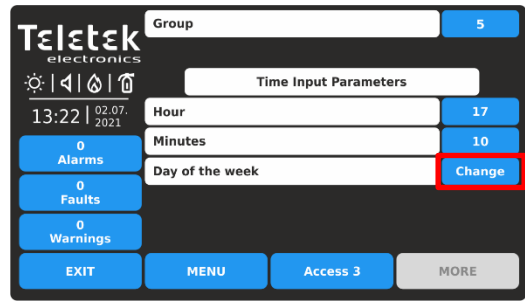 Teletek
electronics
13:22 02.07.
2021
0
Alarms
0
Faults
0
Warnings
Group 5
Time Input Parameters
Hour 17
Minutes 10
Day of the week Change
EXIT MENU Access 3 MORE